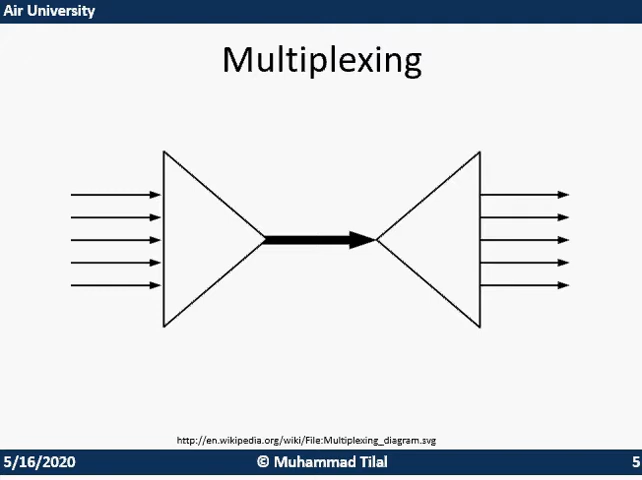 Air University
Multiplexing
http://en.wikipedia.org/wiki/File:Multiplexing_diagram.svg
5/16/2020
© Muhammad Tilal
5